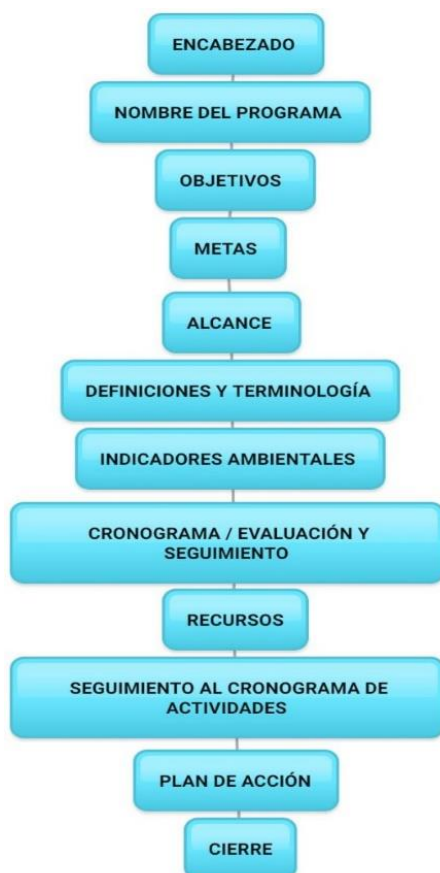 ENCABEZADO
NOMBRE DEL PROGRAMA
OBJETIVOS
METAS
ALCANCE
DEFINICIONES Y TERMINOLOGÍA
INDICADORES AMBIENTALES
CRONOGRAMA / EVALUACIÓN Y
SEGUIMIENTO
RECURSOS
SEGUIMIENTO AL CRONOGRAMA DE
ACTIVIDADES
PLAN DE ACCIÓN
CIERRE